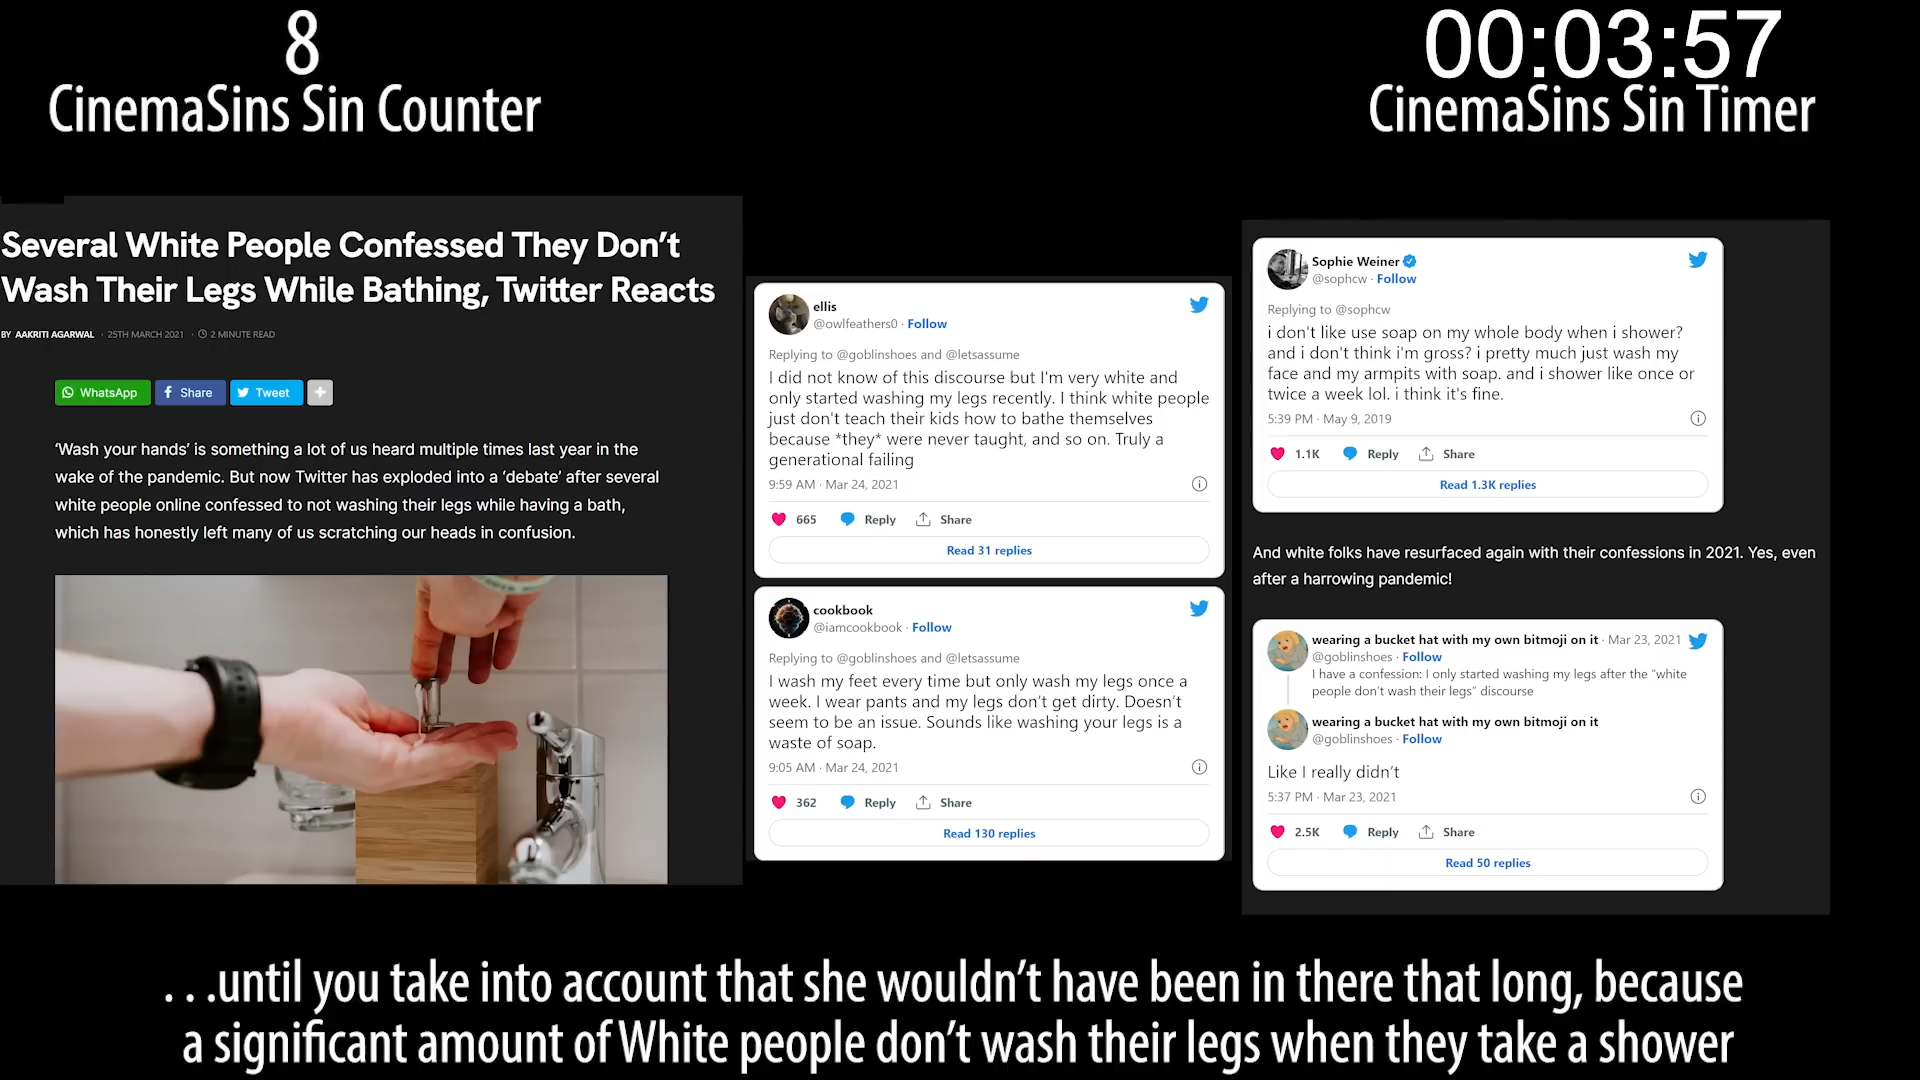 8
CinemaSins Sin Counter
00:03:57
CinemaSins Sin Timer
Several White People Confessed They Don't
Wash Their Legs While Bathing, Twitter Reacts
BY AAKRITI AGARWAL · 25TH MARCH 2021 · 2 MINUTE READ
WhatsApp Share Tweet +
'Wash your hands' is something a lot of us heard multiple times last year in the
wake of the pandemic. But now Twitter has exploded into a 'debate' after several
white people online confessed to not washing their legs while having a bath,
which has honestly left many of us scratching our heads in confusion.
ellis
@owlfeathers0 · Follow
Replying to @goblinshoes and @letsassume
I did not know of this discourse but I'm very white and
only started washing my legs recently. I think white people
just don't teach their kids how to bathe themselves
because *they* were never taught, and so on. Truly a
generational failing
9:59 AM · Mar 24, 2021
665 Reply Share
Read 31 replies
cookbook
@iamcookbook · Follow
Replying to @goblinshoes and @letsassume
I wash my feet every time but only wash my legs once a
week. I wear pants and my legs don't get dirty. Doesn't
seem to be an issue. Sounds like washing your legs is a
waste of soap.
9:05 AM · Mar 24, 2021
362 Reply Share
Read 130 replies
Sophie Weiner
@sophcw · Follow
Replying to @sophcw
i don't like use soap on my whole body when i shower?
and i don't think i'm gross? i pretty much just wash my
face and my armpits with soap. and i shower like once or
twice a week lol. i think it's fine.
5:39 PM · May 9, 2019
1.1K Reply Share
Read 1.3K replies
And white folks have resurfaced again with their confessions in 2021. Yes, even
after a harrowing pandemic!
wearing a bucket hat with my own bitmoji on it · Mar 23, 2021
@goblinshoes · Follow
I have a confession: I only started washing my legs after the "white
people don't wash their legs" discourse
wearing a bucket hat with my own bitmoji on it
@goblinshoes · Follow
Like I really didn't
5:37 PM · Mar 23, 2021
2.5K Reply Share
Read 50 replies
. . .until you take into account that she wouldn't have been in there that long, because
a significant amount of White people don't wash their legs when they take a shower